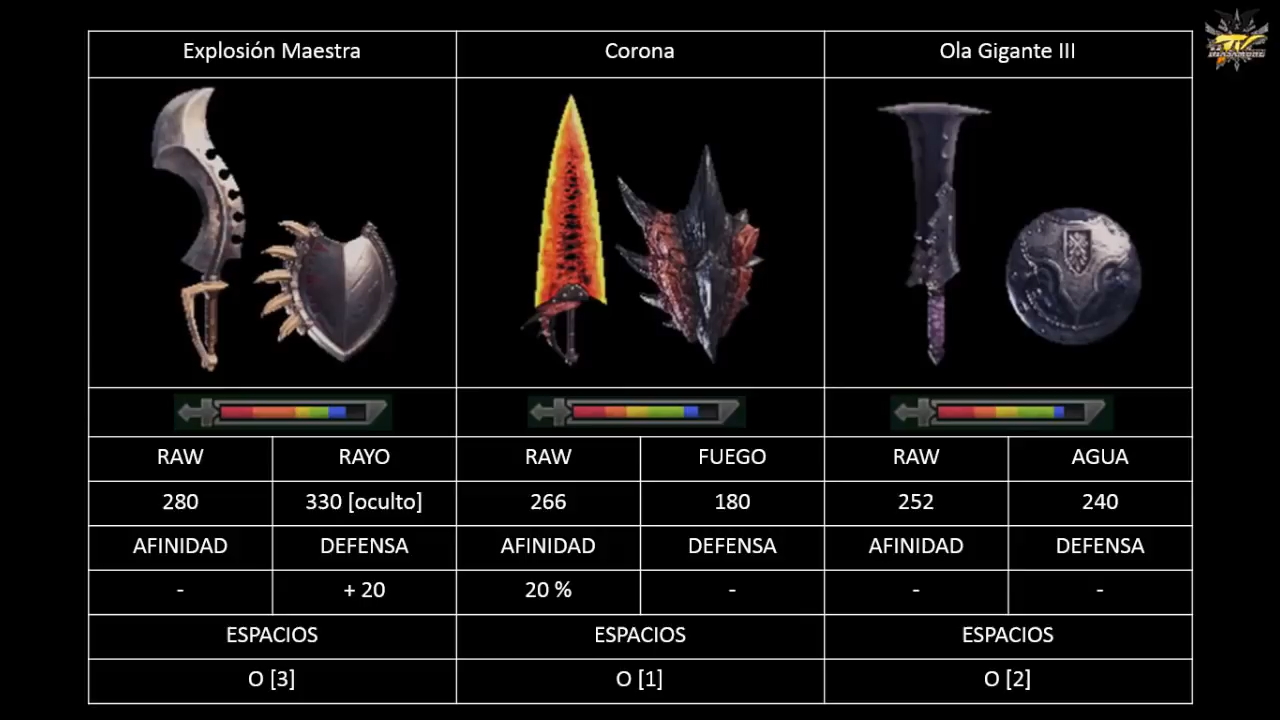 Explosión Maestra Corona Ola Gigante III
RAW RAYO RAW FUEGO RAW AGUA
280 330 [oculto] 266 180 252 240
AFINIDAD DEFENSA AFINIDAD DEFENSA AFINIDAD DEFENSA
- + 20 20 % - - -
ESPACIOS ESPACIOS ESPACIOS
O [3] O [1] O [2]
TV